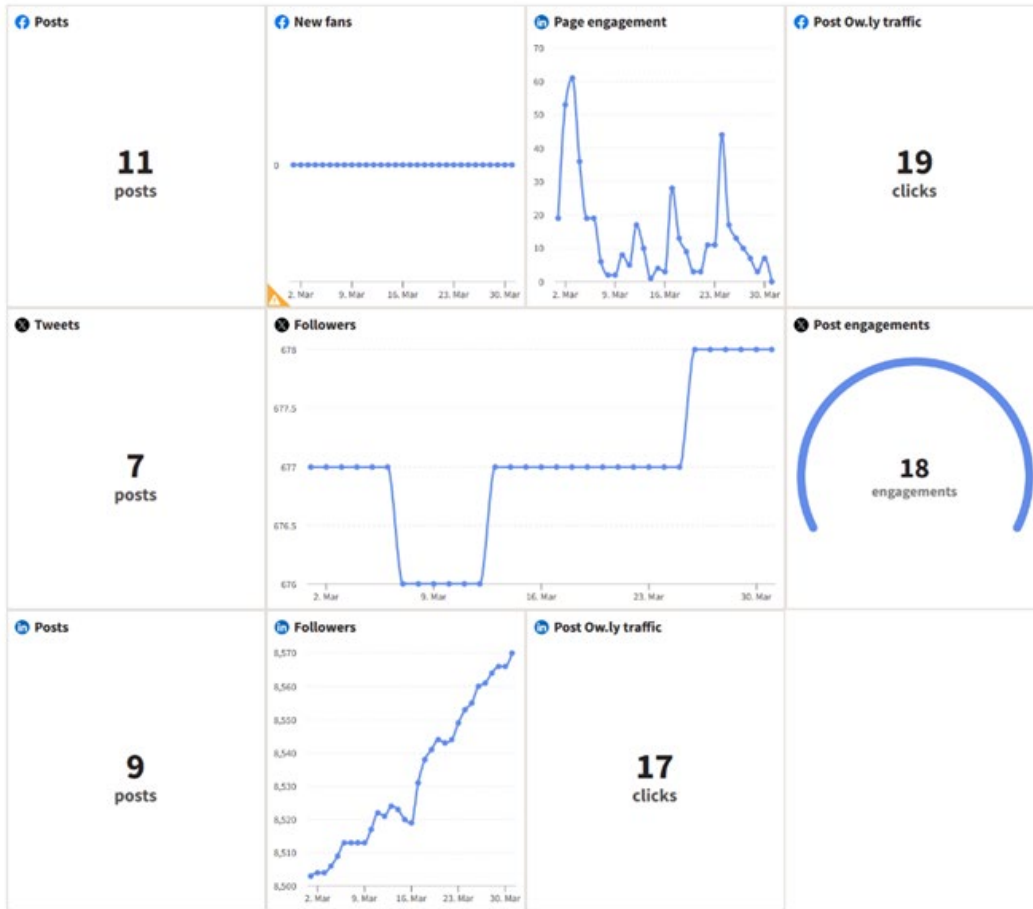 Posts
11
posts
New fans
0
2. Mar 9. Mar 16. Mar 23. Mar 30. Mar
Page engagement
70
60
50
40
30
20
10
0
2. Mar 9. Mar 16. Mar 23. Mar 30. Mar
Post Ow.ly traffic
19
clicks
Tweets
7
posts
Followers
678
677.5
677
676.5
676
2. Mar 9. Mar 16. Mar 23. Mar 30. Mar
Post engagements
18
engagements
Posts
9
posts
Followers
8,570
8,560
8,550
8,540
8,530
8,520
8,510
8,500
2. Mar 9. Mar 16. Mar 23. Mar 30. Mar
Post Ow.ly traffic
17
clicks